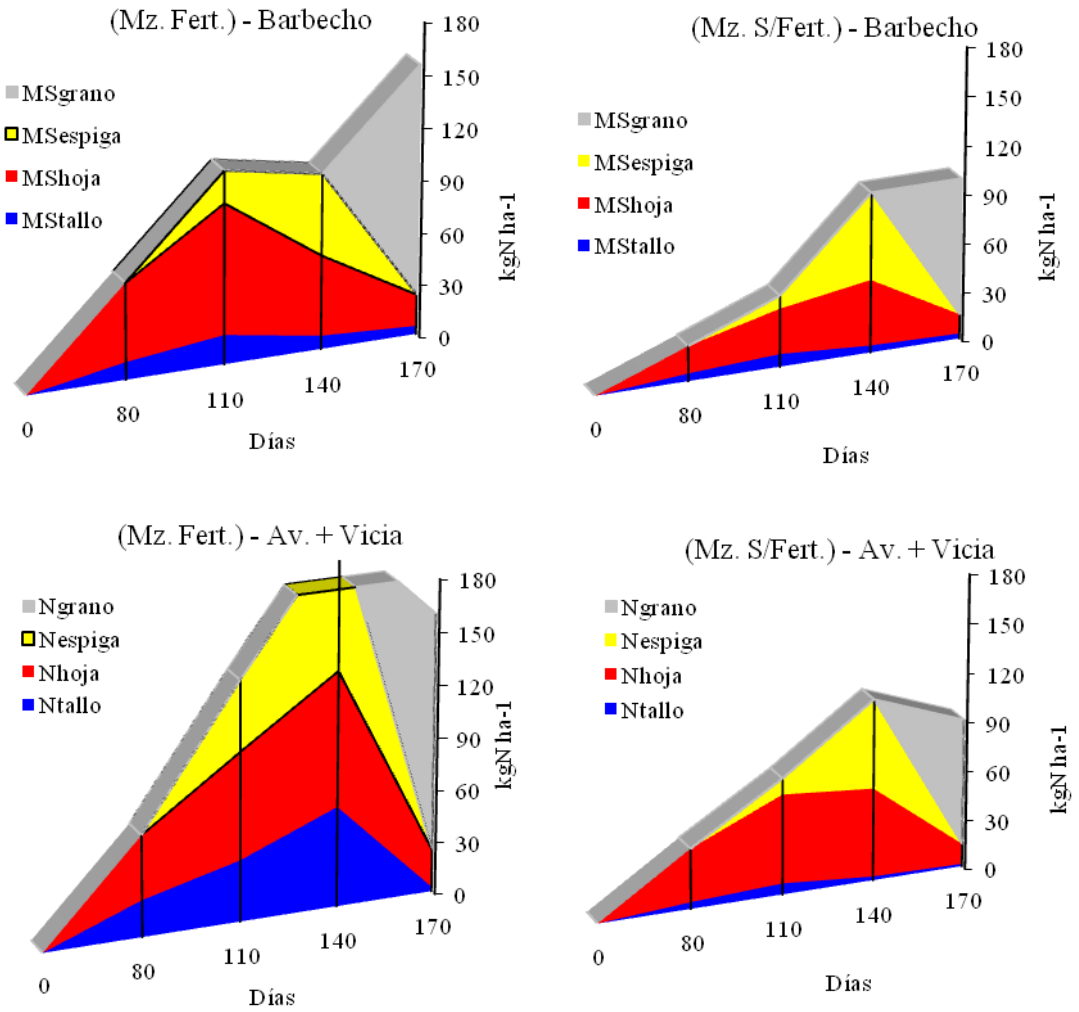 (Mz. Fert.) - Barbecho
MSgrano
MSespiga
MShoja
MStallo
180
150
120
90
60
30
0
kgN ha-1
0
80
110
140
170
Días
(Mz. S/Fert.) - Barbecho
MSgrano
MSespiga
MShoja
MStallo
180
150
120
90
60
30
0
kgN ha-1
0
80
110
140
170
Días
(Mz. Fert.) - Av. + Vicia
Ngrano
Nespiga
Nhoja
Ntallo
180
150
120
90
60
30
0
kgN ha-1
0
80
110
140
170
Días
(Mz. S/Fert.) - Av. + Vicia
Ngrano
Nespiga
Nhoja
Ntallo
180
150
120
90
60
30
0
kgN ha-1
0
80
110
140
170
Días